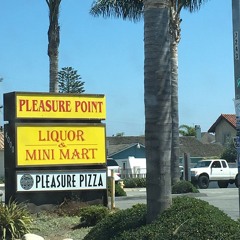 PLEASURE POINT
LIQUOR
&
MINI MART
PLEASURE PIZZA